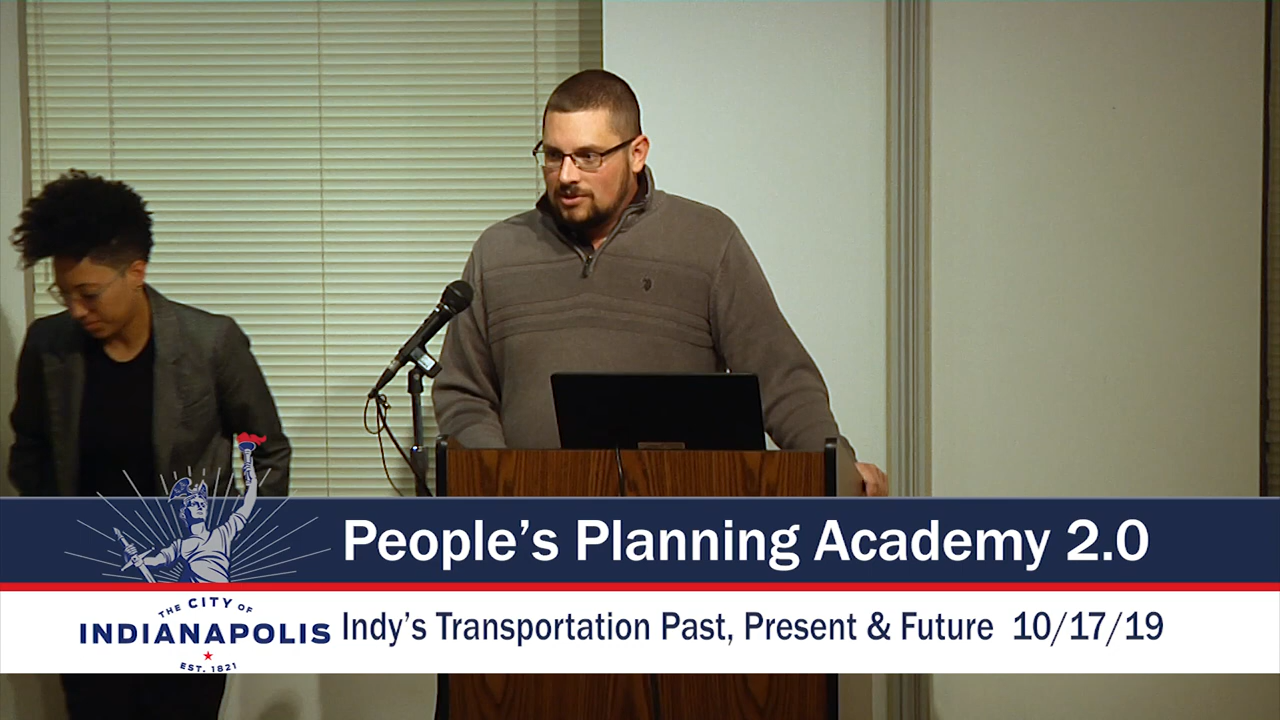 People's Planning Academy 2.0
THE CITY OF
INDIANAPOLIS
EST. 1821
Indy's Transportation Past, Present & Future 10/17/19